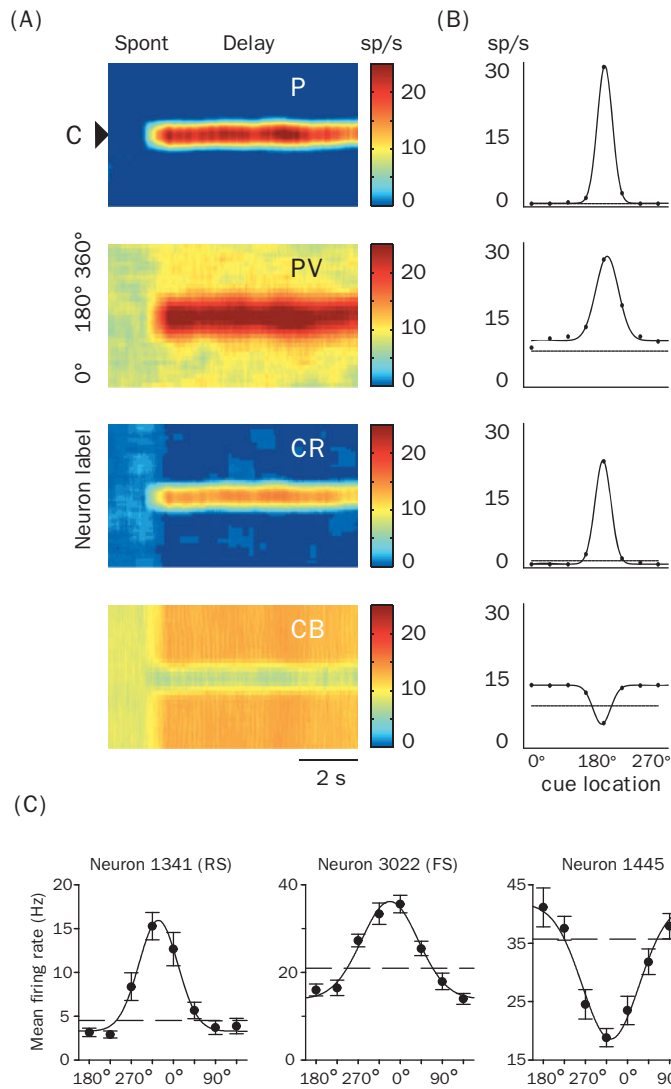 (A)
(B)
Spont Delay sp/s
sp/s
P
C
20
10
0
30
15
0
PV
0° 180° 360°
20
10
0
30
15
0
CR
Neuron label
20
10
0
30
15
0
CB
20
10
0
30
15
0
2 s
0° 180° 270°
cue location
(C)
Neuron 1341 (RS)
Mean firing rate (Hz)
20
15
10
5
0
180° 270° 0° 90°
Neuron 3022 (FS)
40
20
0
180° 270° 0° 90°
Neuron 1445
45
35
25
15
180° 270° 0° 90°